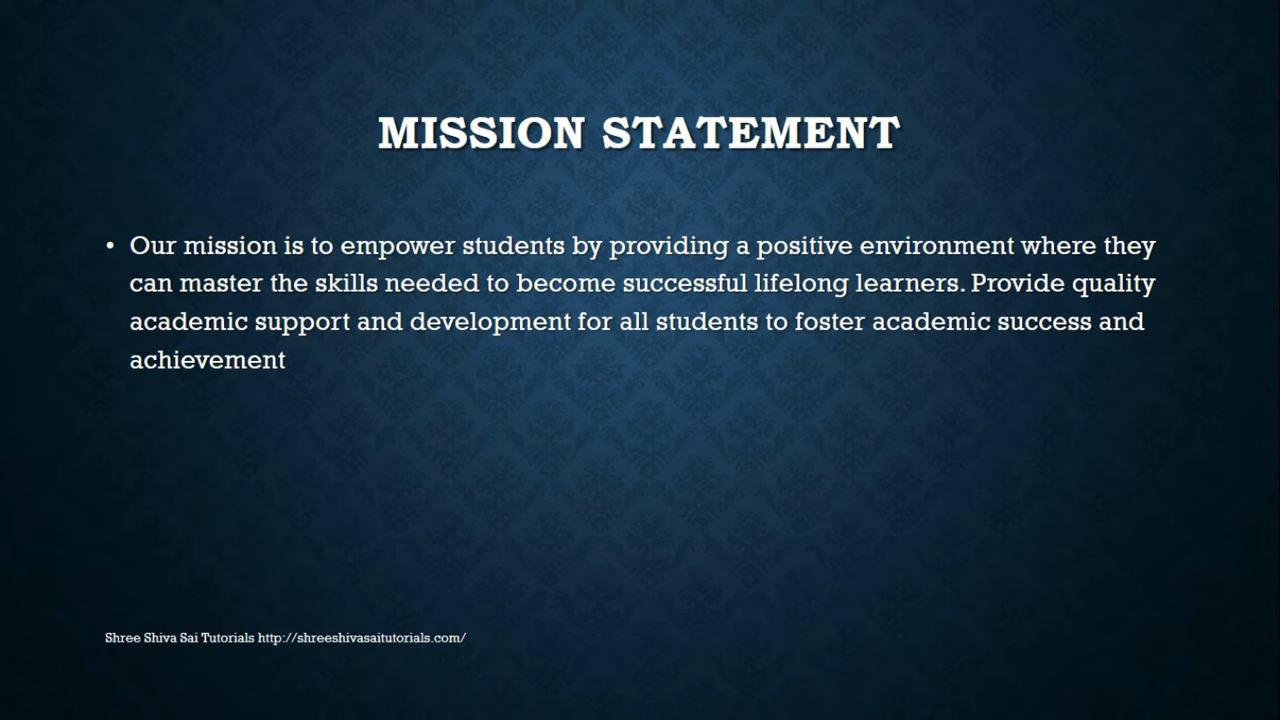 MISSION STATEMENT
• Our mission is to empower students by providing a positive environment where they
can master the skills needed to become successful lifelong learners. Provide quality
academic support and development for all students to foster academic success and
achievement
Shree Shiva Sai Tutorials http://shreeshivasaitutorials.com/